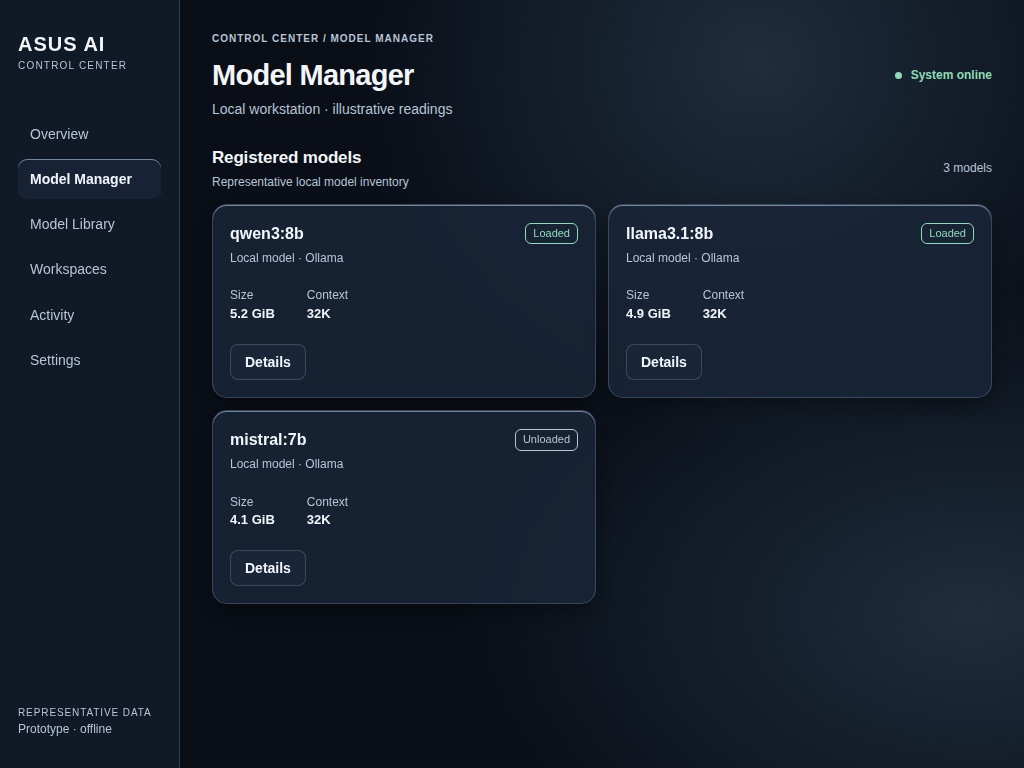 ASUS AI
CONTROL CENTER
Overview
Model Manager
Model Library
Workspaces
Activity
Settings
REPRESENTATIVE DATA
Prototype · offline
CONTROL CENTER / MODEL MANAGER
Model Manager
Local workstation · illustrative readings
System online
Registered models
Representative local model inventory
3 models
qwen3:8b
Loaded
Local model · Ollama
Size Context
5.2 GiB 32K
Details
llama3.1:8b
Loaded
Local model · Ollama
Size Context
4.9 GiB 32K
Details
mistral:7b
Unloaded
Local model · Ollama
Size Context
4.1 GiB 32K
Details